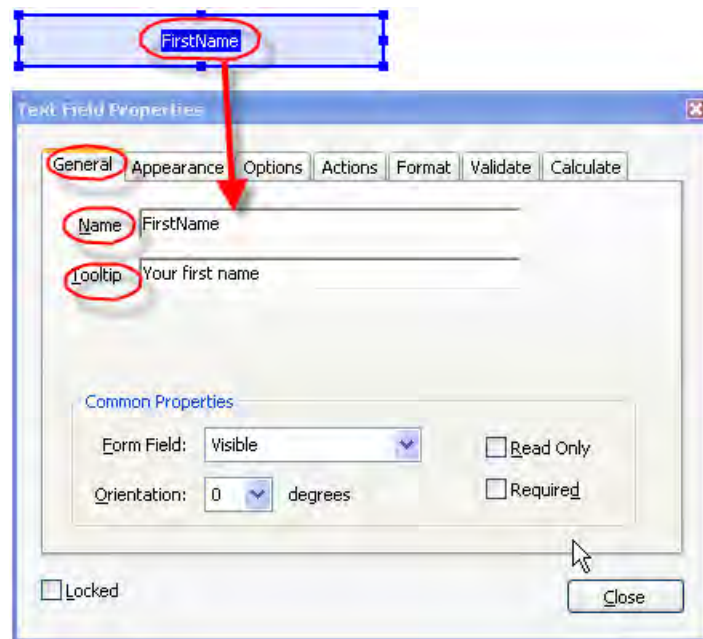 FirstName
Text Field Properties
General Appearance Options Actions Format Validate Calculate
Name FirstName
Tooltip Your first name
Common Properties
Form Field: Visible Read Only
Orientation: 0 degrees Required
Locked Close